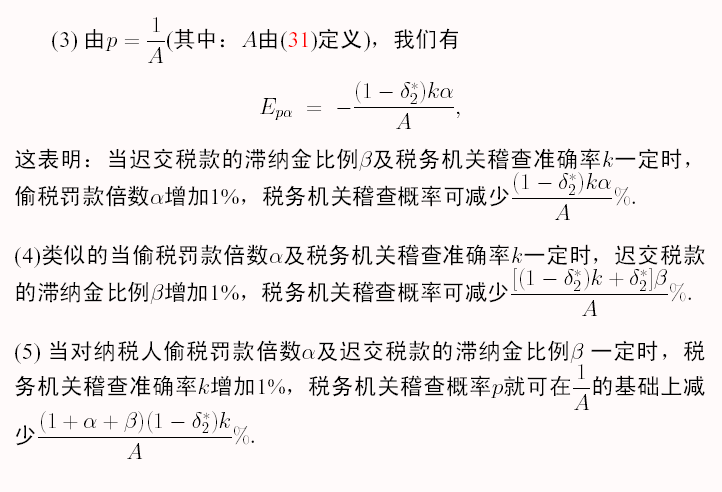 (3) 由$p = \dfrac{1}{A}$(其中：$A$由(31)定义)，我们有
$$E_{p\alpha} = -\frac{(1-\delta_2^*)k\alpha}{A},$$
这表明：当迟交税款的滞纳金比例$\beta$及税务机关稽查准确率$k$一定时，
偷税罚款倍数$\alpha$增加1%，税务机关稽查概率可减少$\dfrac{(1-\delta_2^*)k\alpha}{A}$%.
(4)类似的当偷税罚款倍数$\alpha$及税务机关稽查准确率$k$一定时，迟交税款
的滞纳金比例$\beta$增加1%，税务机关稽查概率可减少$\dfrac{[(1-\delta_2^*)k+\delta_2^*]\beta}{A}$%.
(5) 当对纳税人偷税罚款倍数$\alpha$及迟交税款的滞纳金比例$\beta$ 一定时，税
务机关稽查准确率$k$增加1%，税务机关稽查概率$p$就可在$\dfrac{1}{A}$的基础上减
少$\dfrac{(1+\alpha+\beta)(1-\delta_2^*)k}{A}$%.